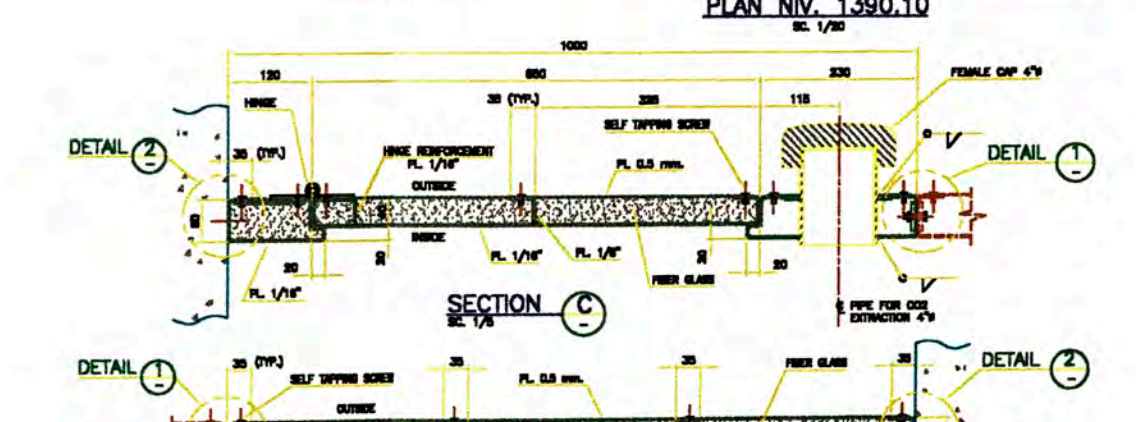 PLAN NIV. 1390.10
SC. 1/20
1000
120
650
230
FEMALE CAP 4"ø
HINGE
35 (TYP.)
325
115
SELF TAPPING SCREW
DETAIL 2
-
35 (TYP.)
HINGE REINFORCEMENT
PL. 1/16"
PL 0.5 mm.
DETAIL 1
-
OUTSIDE
INSIDE
20
PL. 1/16"
PL. 1/16"
PL. 1/8"
FIBER GLASS
20
SECTION C
-
SC. 1/5
PIPE FOR CO2
EXTRACTION 4"ø
DETAIL 1
-
35 (TYP.)
SELF TAPPING SCREW
35
PL. 0.5 mm.
35
FIBER GLASS
35
DETAIL 2
-
OUTSIDE